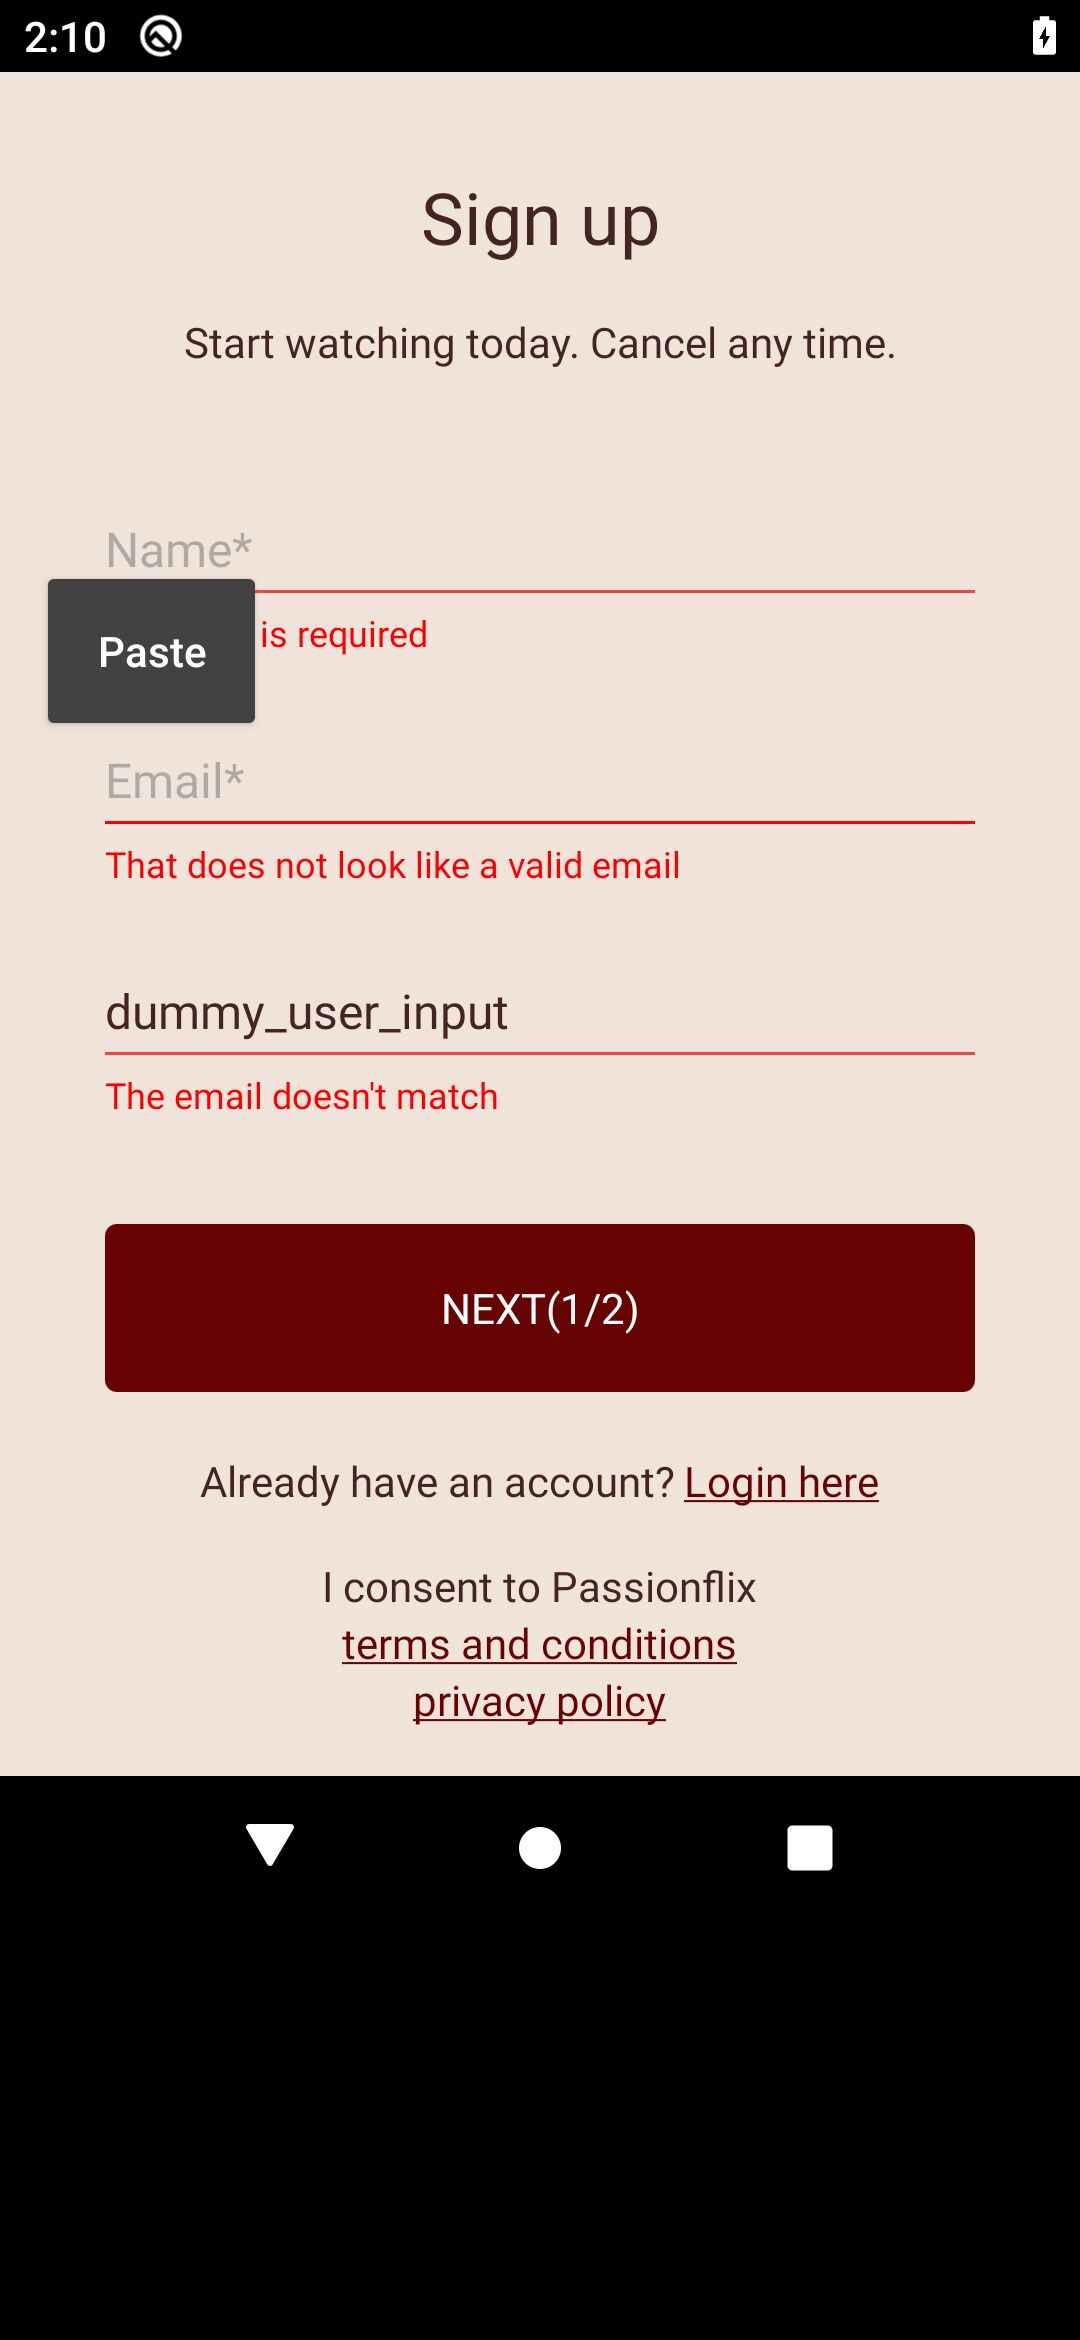 2:10
Sign up
Start watching today. Cancel any time.
Name*
is required
Paste
Email*
That does not look like a valid email
dummy_user_input
The email doesn't match
NEXT(1/2)
Already have an account? Login here
I consent to Passionflix
terms and conditions
privacy policy